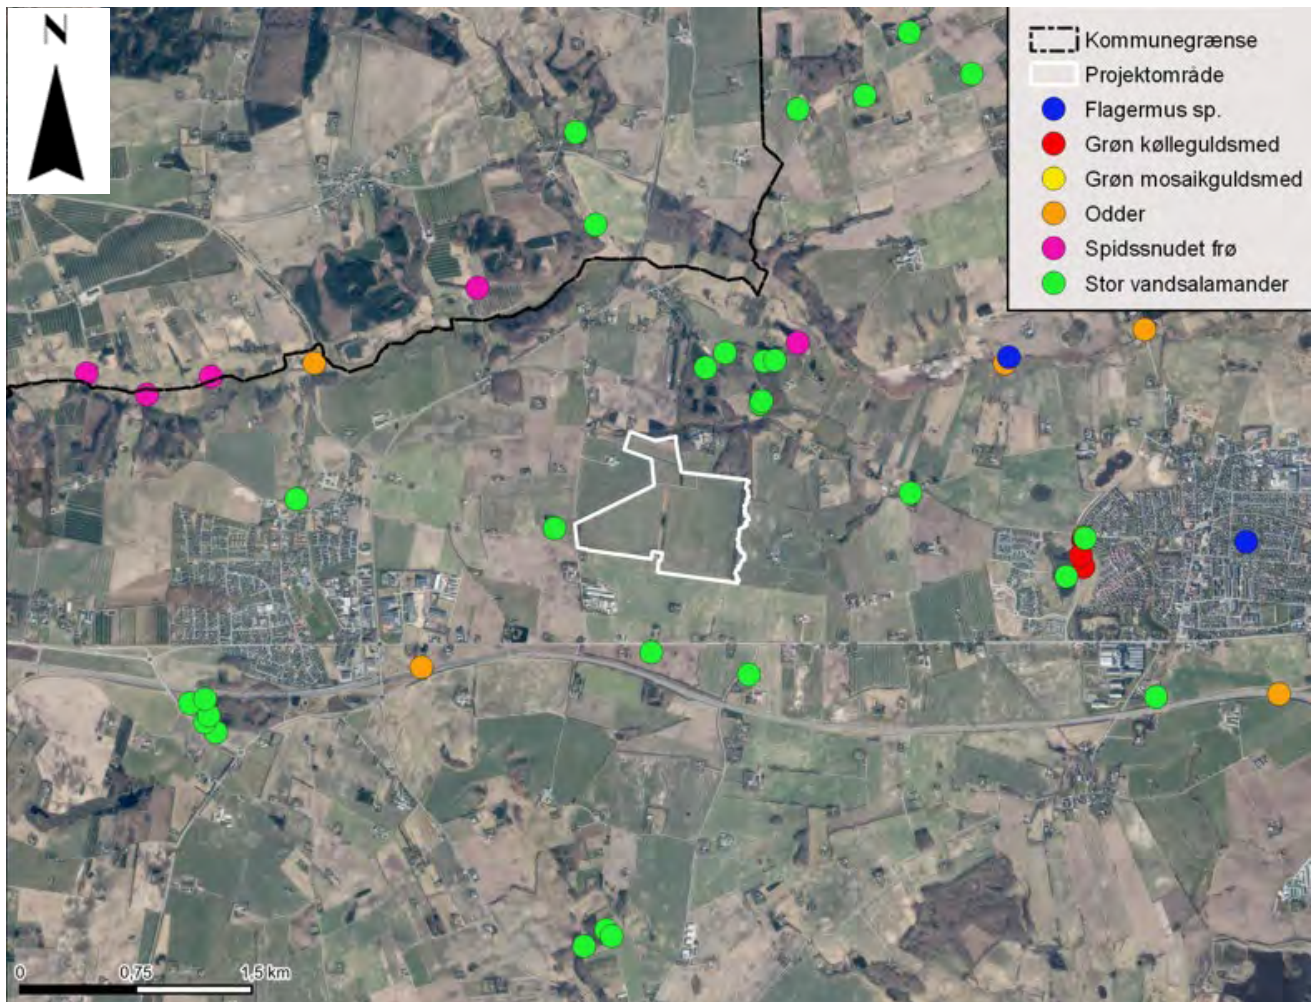 N
Kommunegrænse
Projektområde
Flagermus sp.
Grøn kølleguldsmed
Grøn mosaikguldsmed
Odder
Spidssnudet frø
Stor vandsalamander
0 0,75 1,5 km